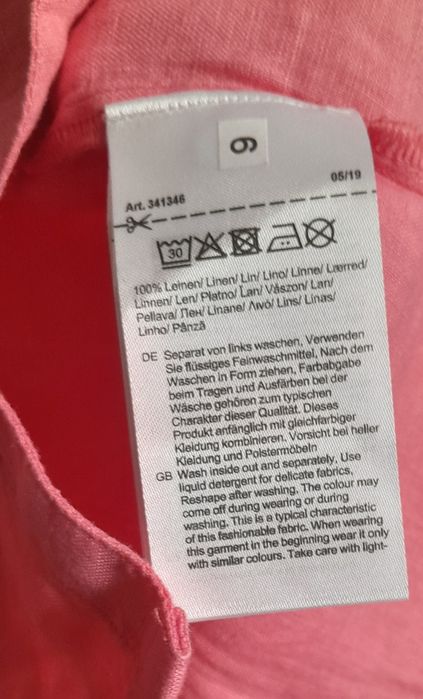 6
05/19
Art. 341346
30
100% Leinen/ Linen/ Lin/ Lino/ Linne/ Lærred/
Linnen/ Len/ Płatno/ Lan/ Vászon/ Lan/
Pellava/ Лен/ Linane/ Λινό/ Lins/ Linas/
Linho/ Pânză
DE Separat von links waschen, Verwenden
Sie flüssiges Feinwaschmittel, Nach dem
Waschen in Form ziehen, Farbabgabe
beim Tragen und Ausfärben bei der
Wäsche gehören zum typischen
Charakter dieser Qualität. Dieses
Produkt anfänglich mit gleichfarbiger
Kleidung kombinieren. Vorsicht bei heller
Kleidung und Polstermöbeln
GB Wash inside out and separately. Use
liquid detergent for delicate fabrics,
Reshape after washing. The colour may
come off during wearing or during
washing. This is a typical characteristic
of this fashionable fabric. When wearing
this garment in the beginning wear it only
with similar colours. Take care with light-